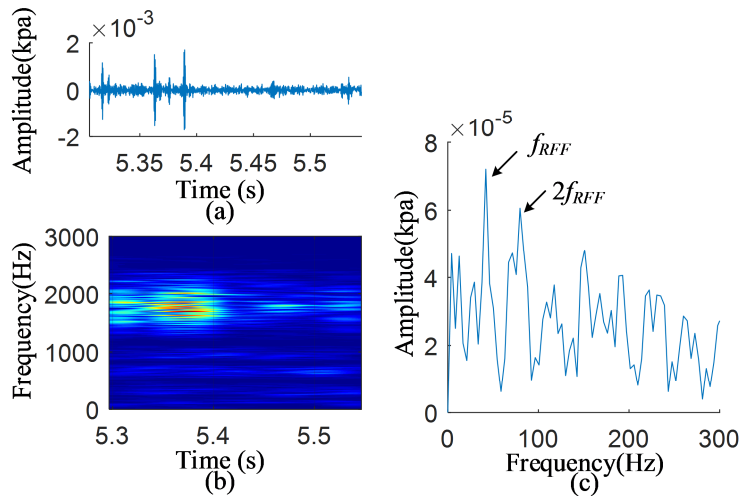 ×10⁻³
Amplitude(kpa)
2
0
-2
5.35 5.4 5.45 5.5
Time (s)
(a)
Frequency(Hz)
3000
2000
1000
0
5.3 5.4 5.5
Time (s)
(b)
×10⁻⁵
Amplitude(kpa)
8
6
4
2
0
f_RFF
2f_RFF
0 100 200 300
Frequency(Hz)
(c)